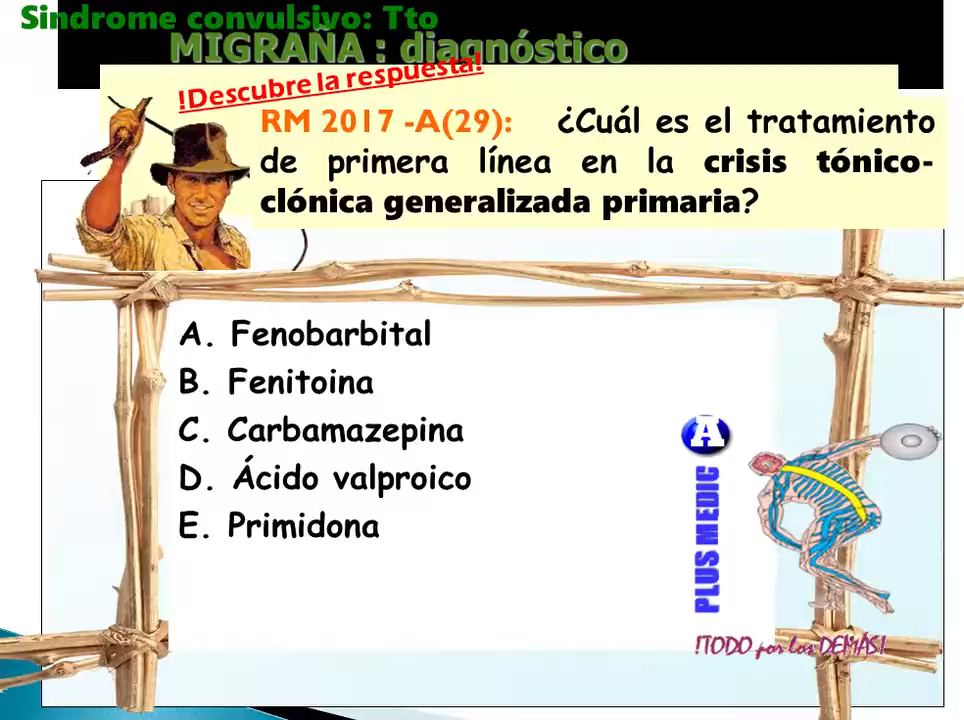 Sindrome convulsivo: Tto
MIGRAÑA : diagnóstico
!Descubre la respuesta!
RM 2017 -A(29): ¿Cuál es el tratamiento
de primera línea en la crisis tónico-
clónica generalizada primaria?
A. Fenobarbital
B. Fenitoina
C. Carbamazepina
D. Ácido valproico
E. Primidona
A
PLUS MEDIC
!TODO por los DEMÁS!